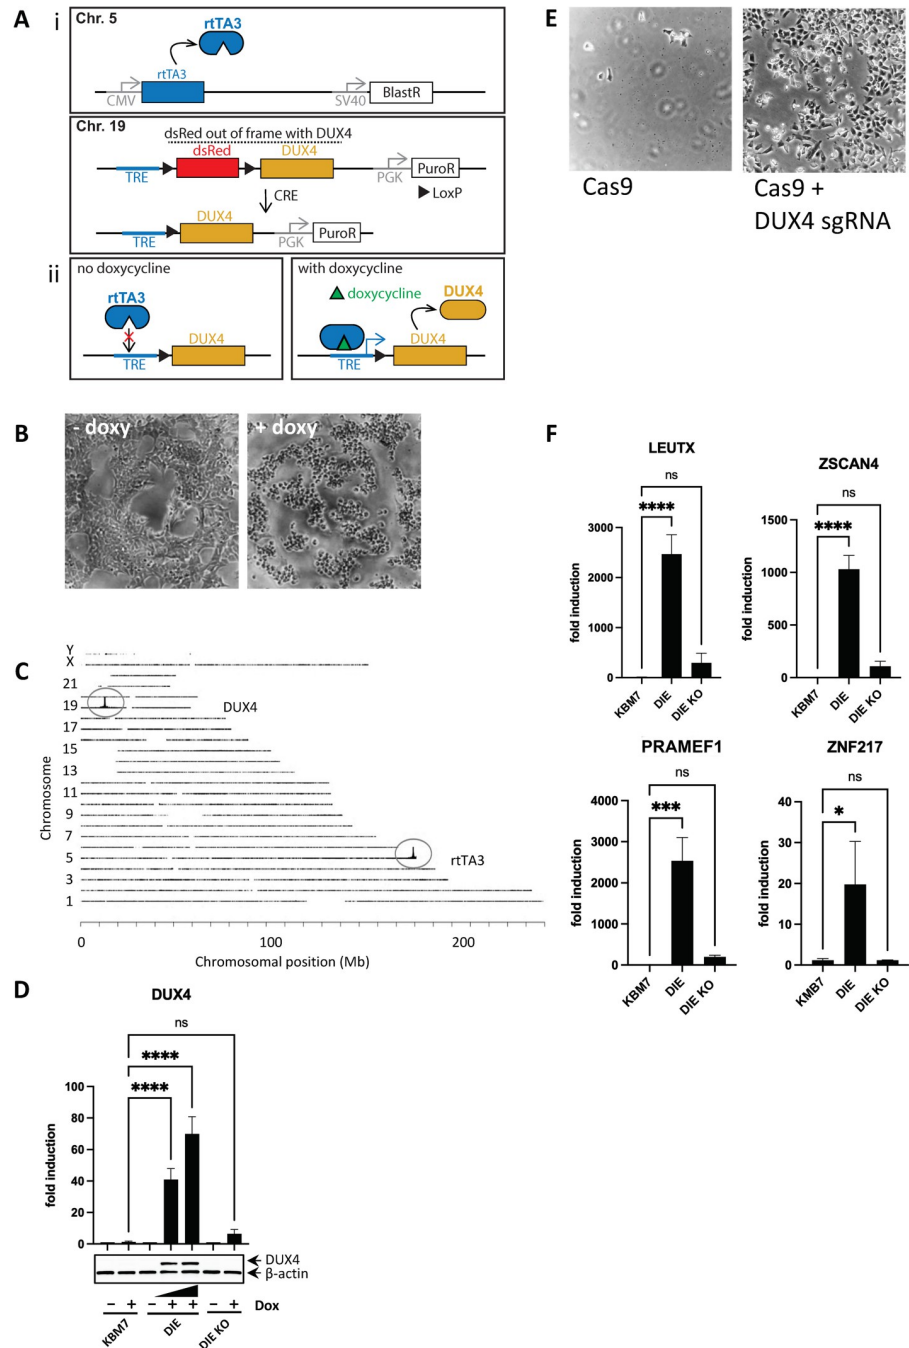 A
i
Chr. 5
rtTA3
rtTA3
CMV
SV40
BlastR
Chr. 19
dsRed out of frame with DUX4
dsRed
DUX4
TRE
PGK
PuroR
LoxP
CRE
DUX4
TRE
PGK
PuroR
ii
no doxycycline
rtTA3
DUX4
TRE
with doxycycline
doxycycline
DUX4
DUX4
TRE
B
- doxy
+ doxy
C
Chromosome
Y
X
21
19
17
15
13
11
9
7
5
3
1
DUX4
rtTA3
0 100 200
Chromosomal position (Mb)
D
DUX4
ns
****
****
fold induction
100
80
60
40
20
0
DUX4
β-actin
− + − + + − + Dox
KBM7 DIE DIE KO
E
Cas9
Cas9 +
DUX4 sgRNA
F
LEUTX
ns
****
fold induction
3000
2000
1000
0
KBM7 DIE DIE KO
ZSCAN4
ns
****
fold induction
1500
1000
500
0
KBM7 DIE DIE KO
PRAMEF1
ns
***
fold induction
4000
3000
2000
1000
0
KBM7 DIE DIE KO
ZNF217
ns
*
fold induction
40
30
20
10
0
KMB7 DIE DIE KO